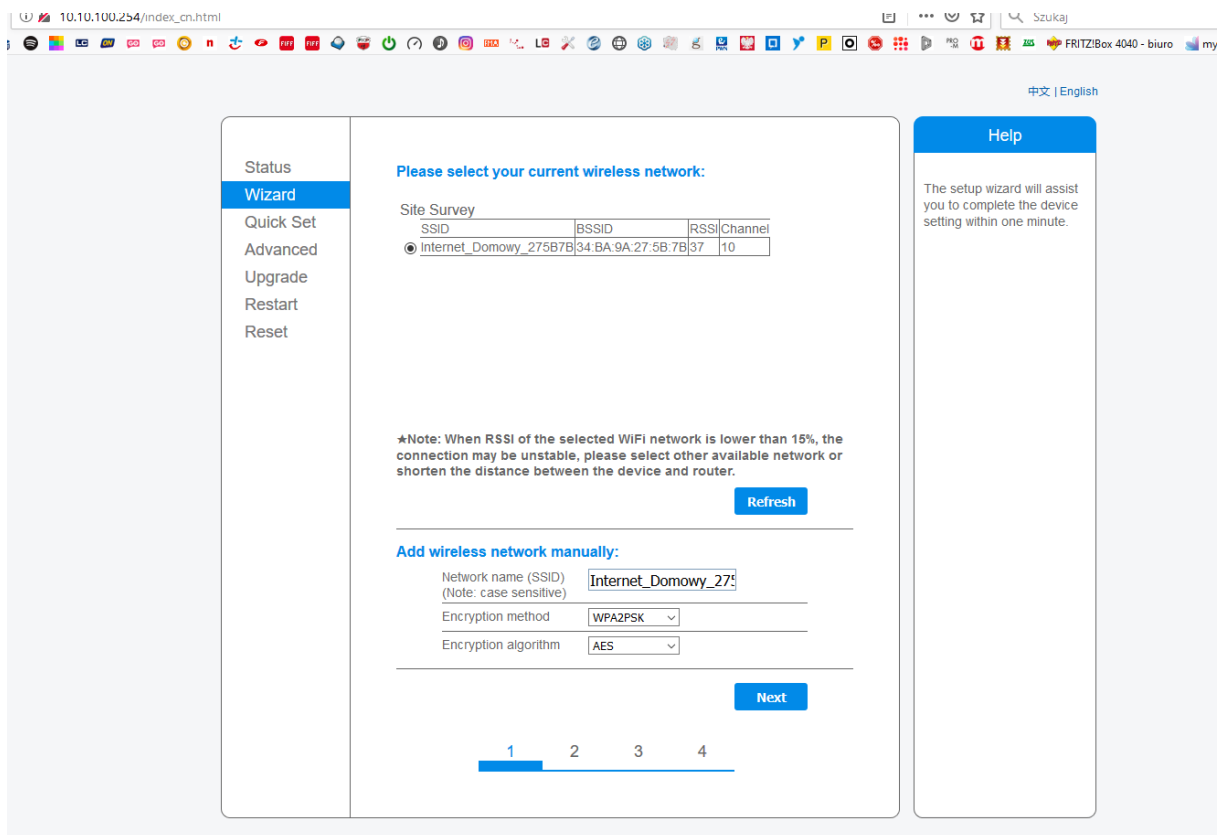 10.10.100.254/index_cn.html
Szukaj
FRITZ!Box 4040 - biuro
my
中文 | English
Status
Wizard
Quick Set
Advanced
Upgrade
Restart
Reset
Please select your current wireless network:
Site Survey
SSID BSSID RSSI Channel
Internet_Domowy_275B7B 34:BA:9A:27:5B:7B 37 10
★Note: When RSSI of the selected WiFi network is lower than 15%, the
connection may be unstable, please select other available network or
shorten the distance between the device and router.
Refresh
Add wireless network manually:
Network name (SSID)
(Note: case sensitive)
Internet_Domowy_275
Encryption method WPA2PSK
Encryption algorithm AES
Next
1 2 3 4
Help
The setup wizard will assist
you to complete the device
setting within one minute.